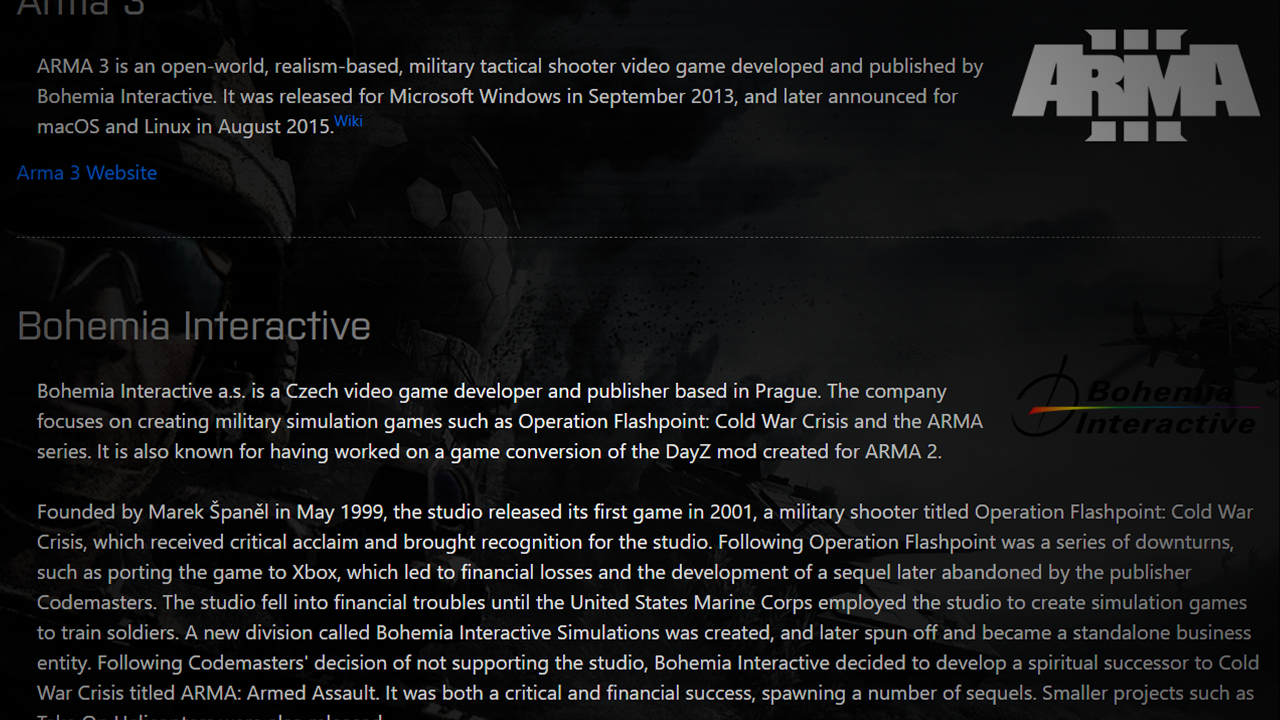 Arma 3
ARMA 3 is an open-world, realism-based, military tactical shooter video game developed and published by
Bohemia Interactive. It was released for Microsoft Windows in September 2013, and later announced for
macOS and Linux in August 2015.Wiki
III
ARMA
III
Arma 3 Website
Bohemia Interactive
Bohemia Interactive a.s. is a Czech video game developer and publisher based in Prague. The company
focuses on creating military simulation games such as Operation Flashpoint: Cold War Crisis and the ARMA
series. It is also known for having worked on a game conversion of the DayZ mod created for ARMA 2.
Bohemia
Interactive
Founded by Marek Španěl in May 1999, the studio released its first game in 2001, a military shooter titled Operation Flashpoint: Cold War
Crisis, which received critical acclaim and brought recognition for the studio. Following Operation Flashpoint was a series of downturns,
such as porting the game to Xbox, which led to financial losses and the development of a sequel later abandoned by the publisher
Codemasters. The studio fell into financial troubles until the United States Marine Corps employed the studio to create simulation games
to train soldiers. A new division called Bohemia Interactive Simulations was created, and later spun off and became a standalone business
entity. Following Codemasters' decision of not supporting the studio, Bohemia Interactive decided to develop a spiritual successor to Cold
War Crisis titled ARMA: Armed Assault. It was both a critical and financial success, spawning a number of sequels. Smaller projects such as
Take On Helicopters were also released.